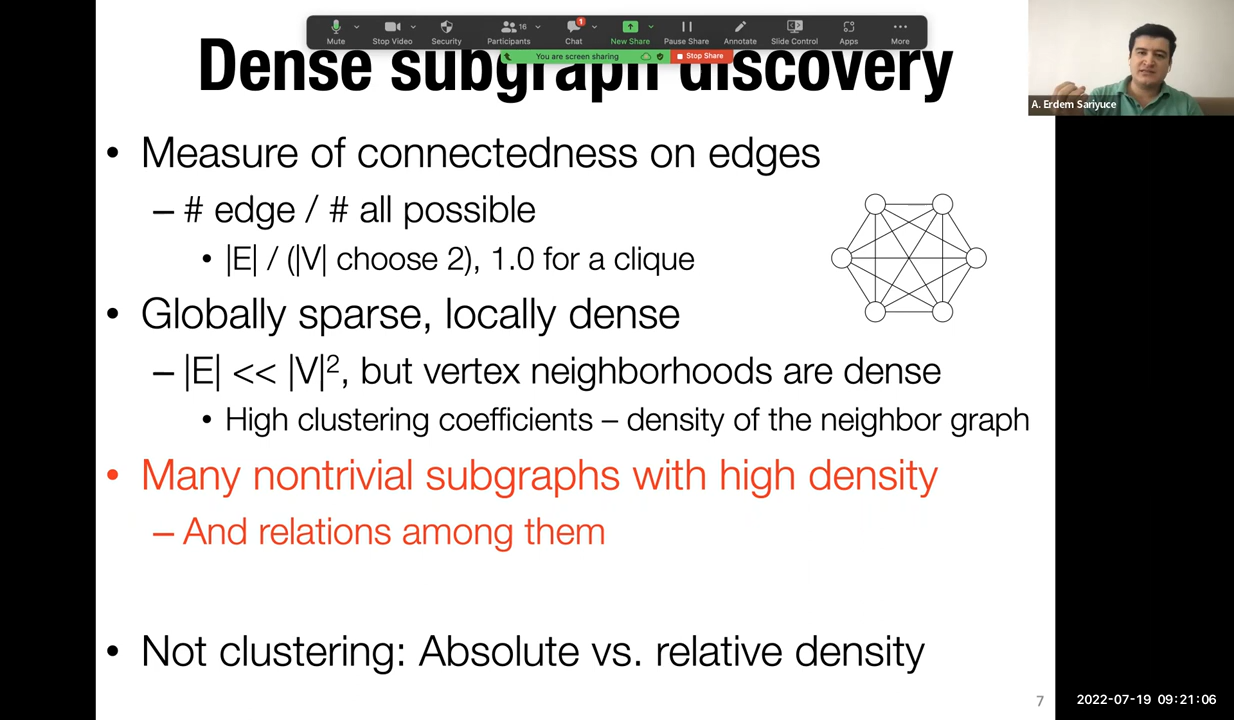 Mute
Stop Video
Security
16
Participants
1
Chat
New Share
Pause Share
Annotate
Slide Control
Apps
More
You are screen sharing
Stop Share
Dense subgraph discovery
A. Erdem Sariyuce
• Measure of connectedness on edges
– # edge / # all possible
• |E| / (|V| choose 2), 1.0 for a clique
• Globally sparse, locally dense
– |E| << |V|², but vertex neighborhoods are dense
• High clustering coefficients – density of the neighbor graph
• Many nontrivial subgraphs with high density
– And relations among them
• Not clustering: Absolute vs. relative density
7
2022-07-19 09:21:06